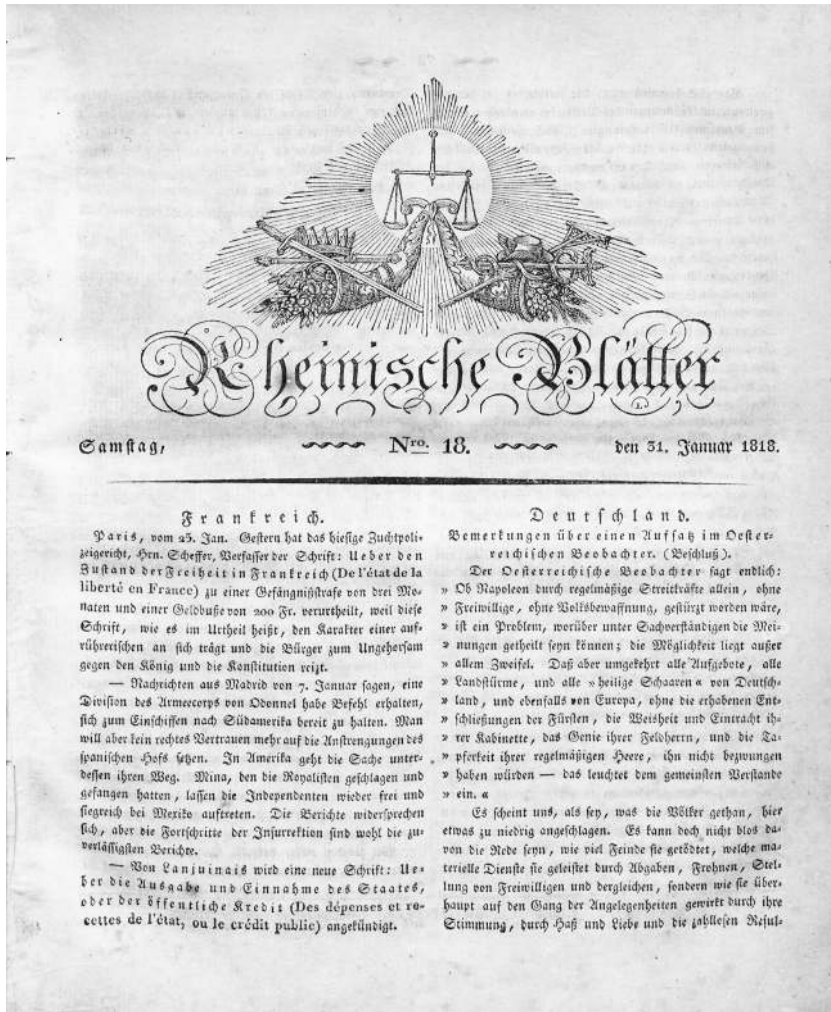 Rheinische Blätter
Samstag, Nro. 18. den 31. Januar 1818.
Frankreich.
Paris, vom 25. Jan. Gestern hat das hiesige Zuchtpoli-
zeigericht, Hrn. Scheffer, Verfasser der Schrift: Ueber den
Zustand der Freiheit in Frankreich (De l'état de la
liberté en France) zu einer Gefängnißstrafe von drei Mo-
naten und einer Geldbuße von 200 Fr. verurtheilt, weil diese
Schrift, wie es im Urtheil heißt, den Karakter einer auf-
rührerischen an sich trägt und die Bürger zum Ungehorsam
gegen den König und die Konstitution reizt.
— Nachrichten aus Madrid von 7. Januar sagen, eine
Division des Armeecorps von Odonnel habe Befehl erhalten,
sich zum Einschiffen nach Südamerika bereit zu halten. Man
will aber kein rechtes Vertrauen mehr auf die Anstrengungen des
spanischen Hofs setzen. In Amerika geht die Sache unter-
dessen ihren Weg. Mina, den die Royalisten geschlagen und
gefangen hatten, lassen die Independenten wieder frei und
siegreich bei Mexiko auftreten. Die Berichte widersprechen
sich, aber die Fortschritte der Insurrektion sind wohl die zu-
verlässigsten Berichte.
— Von Lanjuinais wird eine neue Schrift: Ue-
ber die Ausgabe und Einnahme des Staates,
oder der öffentliche Kredit (Des dépenses et re-
cettes de l'état, ou le crédit public) angekündigt.
Deutschland.
Bemerkungen über einen Aufsatz im Oester-
reichischen Beobachter. (Beschluß).
Der Oesterreichische Beobachter sagt endlich:
» Ob Napoleon durch regelmäßige Streitkräfte allein, ohne
» Freiwillige, ohne Volksbewaffnung, gestürzt worden wäre,
» ist ein Problem, worüber unter Sachverständigen die Mei-
» nungen getheilt seyn können; die Möglichkeit liegt außer
» allem Zweifel. Daß aber umgekehrt alle Aufgebote, alle
» Landstürme, und alle »heilige Schaaren« von Deutsch-
» land, und ebenfalls von Europa, ohne die erhabenen Ent-
» schließungen der Fürsten, die Weisheit und Eintracht ih-
» rer Kabinette, das Genie ihrer Feldherrn, und die Ta-
» pferkeit ihrer regelmäßigen Heere, ihn nicht bezwungen
» haben würden — das leuchtet dem gemeinsten Verstande
» ein. «
Es scheint uns, als sey, was die Völker gethan, hier
etwas zu niedrig angeschlagen. Es kann doch nicht blos da-
von die Rede seyn, wie viel Feinde sie getödtet, welche ma-
terielle Dienste sie geleistet durch Abgaben, Frohnen, Stel-
lung von Freiwilligen und dergleichen, sondern wie sie über-
haupt auf den Gang der Angelegenheiten gewirkt durch ihre
Stimmung, durch Haß und Liebe und die zahllosen Resul-